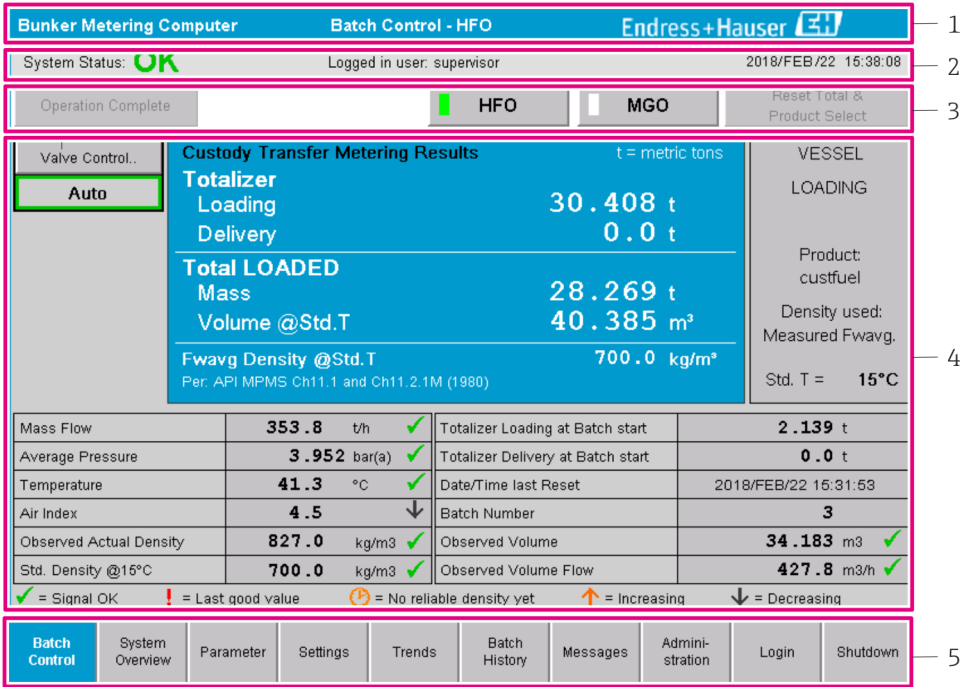 Bunker Metering Computer Batch Control - HFO Endress+Hauser EH 1
System Status: OK Logged in user: supervisor 2018/FEB/22 15:38:08 2
Operation Complete HFO MGO Reset Total & Product Select 3
Valve Control..
Auto
Custody Transfer Metering Results t = metric tons
Totalizer
Loading 30.408 t
Delivery 0.0 t
Total LOADED
Mass 28.269 t
Volume @Std.T 40.385 m³
Fwavg Density @Std.T 700.0 kg/m³
Per: API MPMS Ch11.1 and Ch11.2.1M (1980)
VESSEL
LOADING
Product:
custfuel
Density used:
Measured Fwavg.
Std. T = 15°C
4
Mass Flow 353.8 t/h ✓ Totalizer Loading at Batch start 2.139 t
Average Pressure 3.952 bar(a) ✓ Totalizer Delivery at Batch start 0.0 t
Temperature 41.3 °C ✓ Date/Time last Reset 2018/FEB/22 15:31:53
Air Index 4.5 ↓ Batch Number 3
Observed Actual Density 827.0 kg/m3 ✓ Observed Volume 34.183 m3 ✓
Std. Density @15°C 700.0 kg/m3 ✓ Observed Volume Flow 427.8 m3/h ✓
✓ = Signal OK ! = Last good value = No reliable density yet ↑ = Increasing ↓ = Decreasing
Batch Control System Overview Parameter Settings Trends Batch History Messages Admini-stration Login Shutdown 5